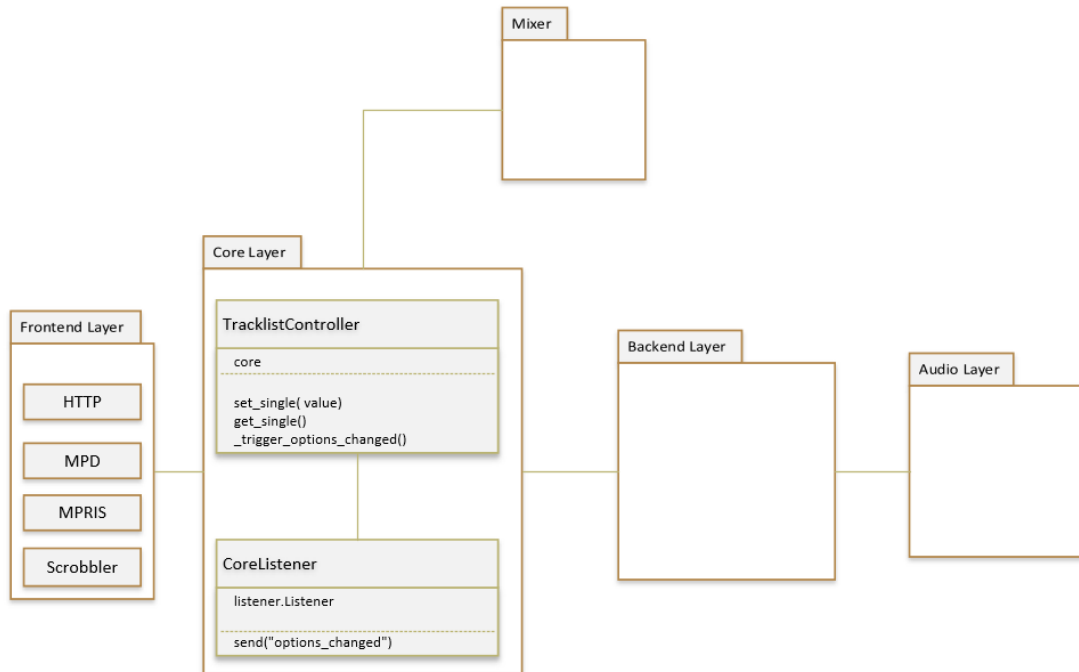 Mixer
Core Layer
Frontend Layer
HTTP
MPD
MPRIS
Scrobbler
TracklistController
core
set_single( value)
get_single()
_trigger_options_changed()
CoreListener
listener.Listener
send("options_changed")
Backend Layer
Audio Layer